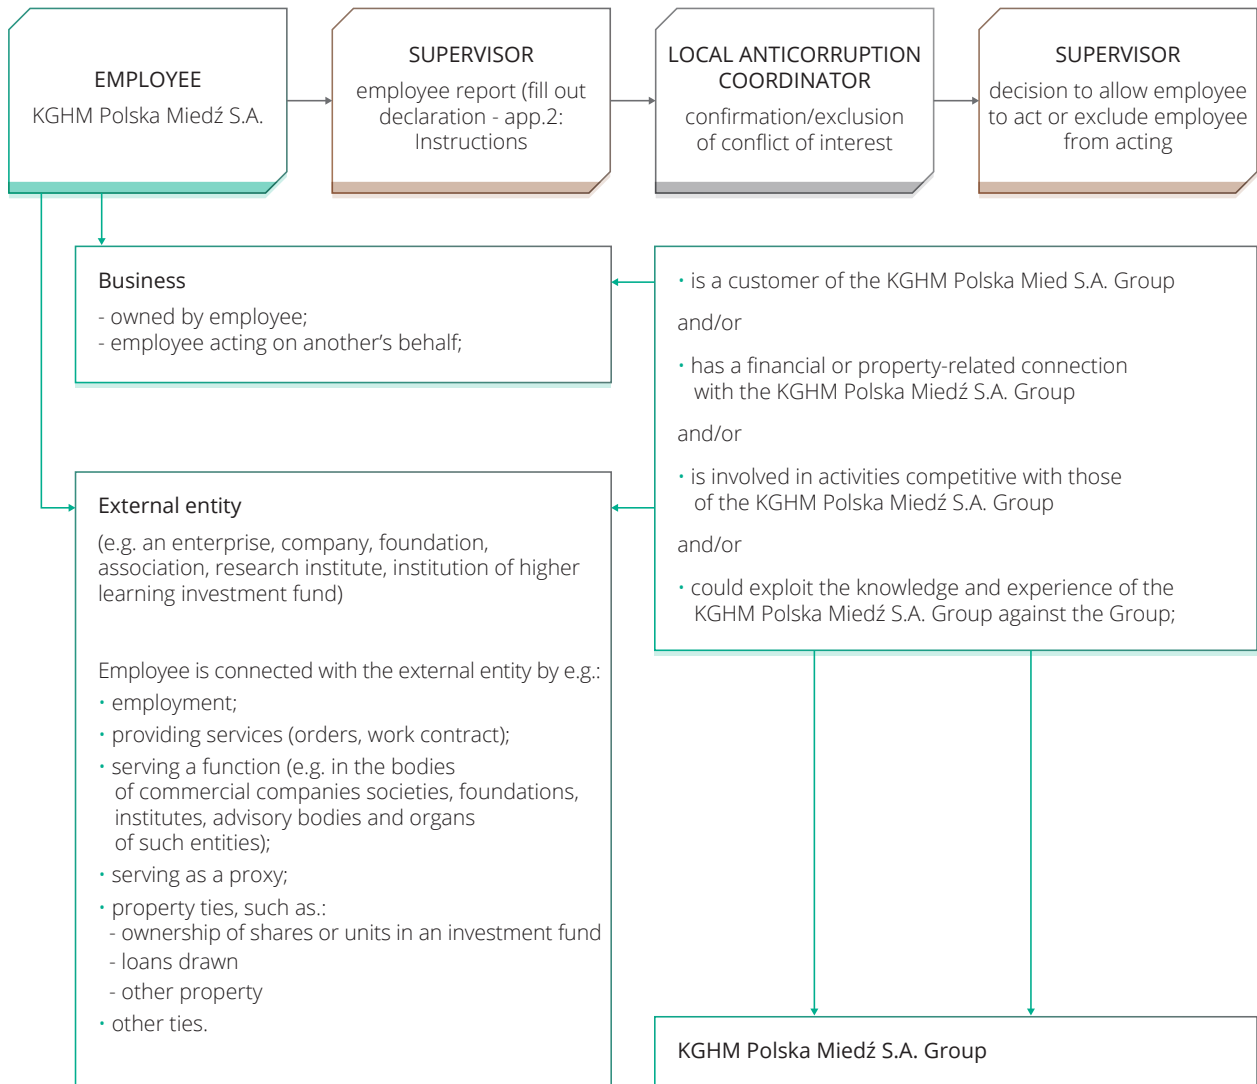 EMPLOYEE
KGHM Polska Miedź S.A.
SUPERVISOR
employee report (fill out
declaration - app.2:
Instructions
LOCAL ANTICORRUPTION
COORDINATOR
confirmation/exclusion
of conflict of interest
SUPERVISOR
decision to allow employee
to act or exclude employee
from acting
Business
- owned by employee;
- employee acting on another’s behalf;
• is a customer of the KGHM Polska Mied S.A. Group
and/or
• has a financial or property-related connection
with the KGHM Polska Miedź S.A. Group
and/or
• is involved in activities competitive with those
of the KGHM Polska Miedź S.A. Group
and/or
• could exploit the knowledge and experience of the
KGHM Polska Miedź S.A. Group against the Group;
External entity
(e.g. an enterprise, company, foundation,
association, research institute, institution of higher
learning investment fund)
Employee is connected with the external entity by e.g.:
• employment;
• providing services (orders, work contract);
• serving a function (e.g. in the bodies
of commercial companies societies, foundations,
institutes, advisory bodies and organs
of such entities);
• serving as a proxy;
• property ties, such as.:
- ownership of shares or units in an investment fund
- loans drawn
- other property
• other ties.
KGHM Polska Miedź S.A. Group